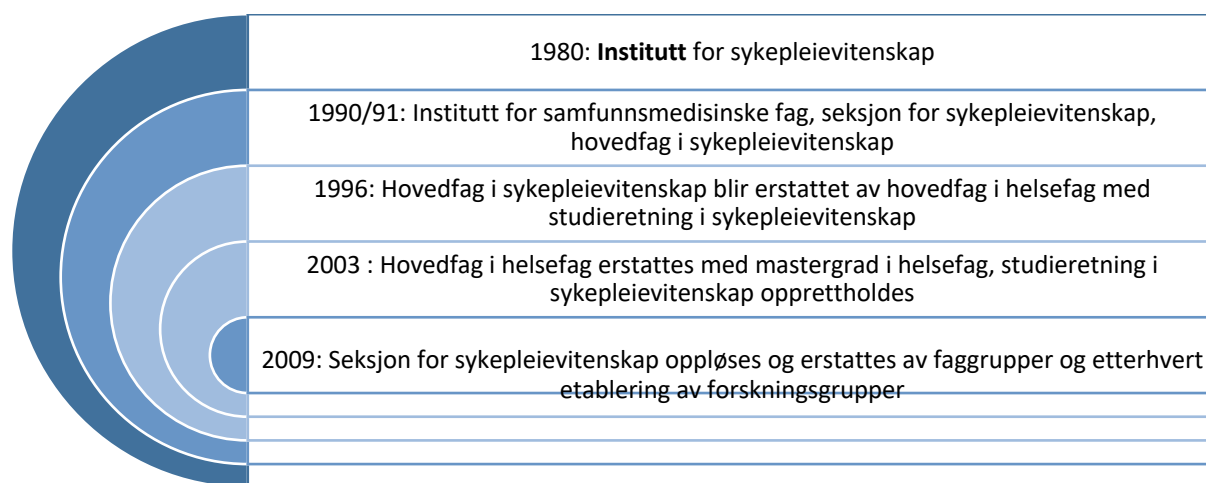 1980: Institutt for sykepleievitenskap
1990/91: Institutt for samfunnsmedisinske fag, seksjon for sykepleievitenskap,
hovedfag i sykepleievitenskap
1996: Hovedfag i sykepleievitenskap blir erstattet av hovedfag i helsefag med
studieretning i sykepleievitenskap
2003 : Hovedfag i helsefag erstattes med mastergrad i helsefag, studieretning i
sykepleievitenskap opprettholdes
2009: Seksjon for sykepleievitenskap oppløses og erstattes av faggrupper og etterhvert
etablering av forskningsgrupper